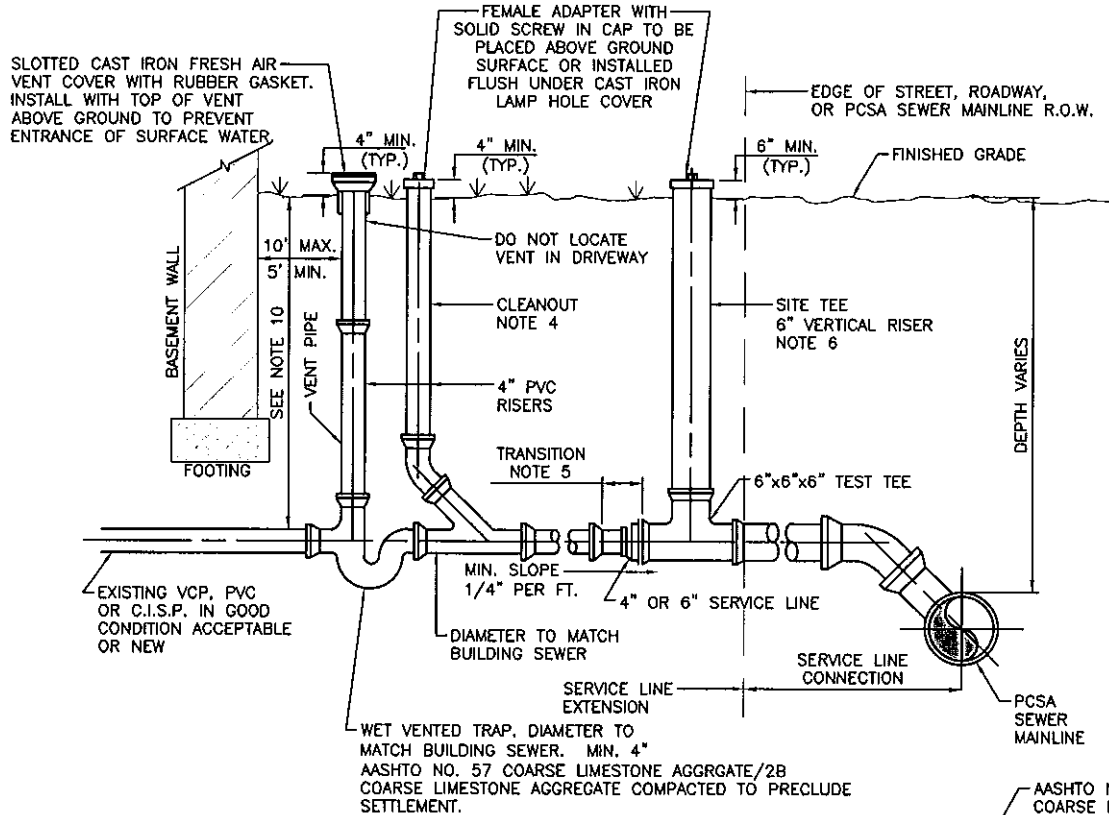 FEMALE ADAPTER WITH
SOLID SCREW IN CAP TO BE
PLACED ABOVE GROUND
SURFACE OR INSTALLED
FLUSH UNDER CAST IRON
LAMP HOLE COVER
SLOTTED CAST IRON FRESH AIR
VENT COVER WITH RUBBER GASKET.
INSTALL WITH TOP OF VENT
ABOVE GROUND TO PREVENT
ENTRANCE OF SURFACE WATER.
EDGE OF STREET, ROADWAY,
OR PCSA SEWER MAINLINE R.O.W.
4" MIN.
(TYP.)
4" MIN.
(TYP.)
6" MIN.
(TYP.)
FINISHED GRADE
10' MAX.
5' MIN.
DO NOT LOCATE
VENT IN DRIVEWAY
BASEMENT WALL
SEE NOTE 10
VENT PIPE
CLEANOUT
NOTE 4
SITE TEE
6" VERTICAL RISER
NOTE 6
4" PVC
RISERS
DEPTH VARIES
FOOTING
TRANSITION
NOTE 5
6"x6"x6" TEST TEE
MIN. SLOPE
1/4" PER FT.
4" OR 6" SERVICE LINE
EXISTING VCP, PVC
OR C.I.S.P. IN GOOD
CONDITION ACCEPTABLE
OR NEW
DIAMETER TO MATCH
BUILDING SEWER
SERVICE LINE
CONNECTION
SERVICE LINE
EXTENSION
PCSA
SEWER
MAINLINE
WET VENTED TRAP, DIAMETER TO
MATCH BUILDING SEWER. MIN. 4"
AASHTO NO. 57 COARSE LIMESTONE AGGRGATE/2B
COARSE LIMESTONE AGGREGATE COMPACTED TO PRECLUDE
SETTLEMENT.
AASHTO
COARSE